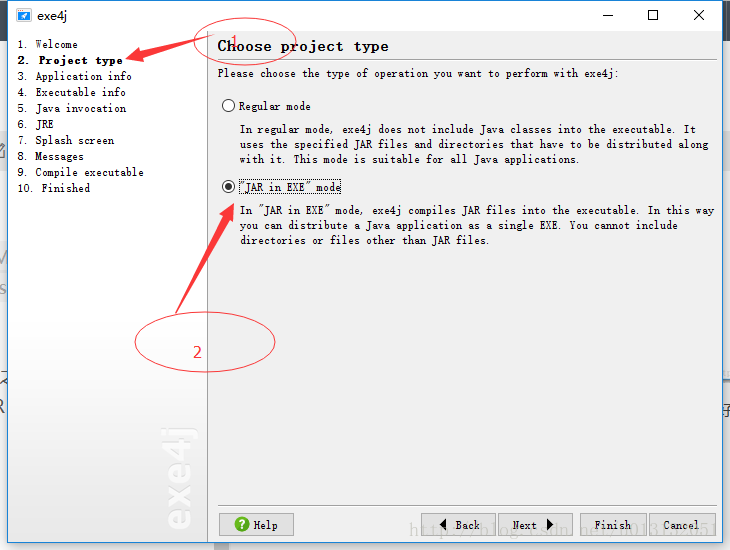 exe4j
1. Welcome
2. Project type
3. Application info
4. Executable info
5. Java invocation
6. JRE
7. Splash screen
8. Messages
9. Compile executable
10. Finished
exe4j
1
Choose project type
Please choose the type of operation you want to perform with exe4j:
Regular mode
In regular mode, exe4j does not include Java classes into the executable. It
uses the specified JAR files and directories that have to be distributed along
with it. This mode is suitable for all Java applications.
"JAR in EXE" mode
In "JAR in EXE" mode, exe4j compiles JAR files into the executable. In this way
you can distribute a Java application as a single EXE. You cannot include
directories or files other than JAR files.
2
Help
Back
Next
Finish
Cancel